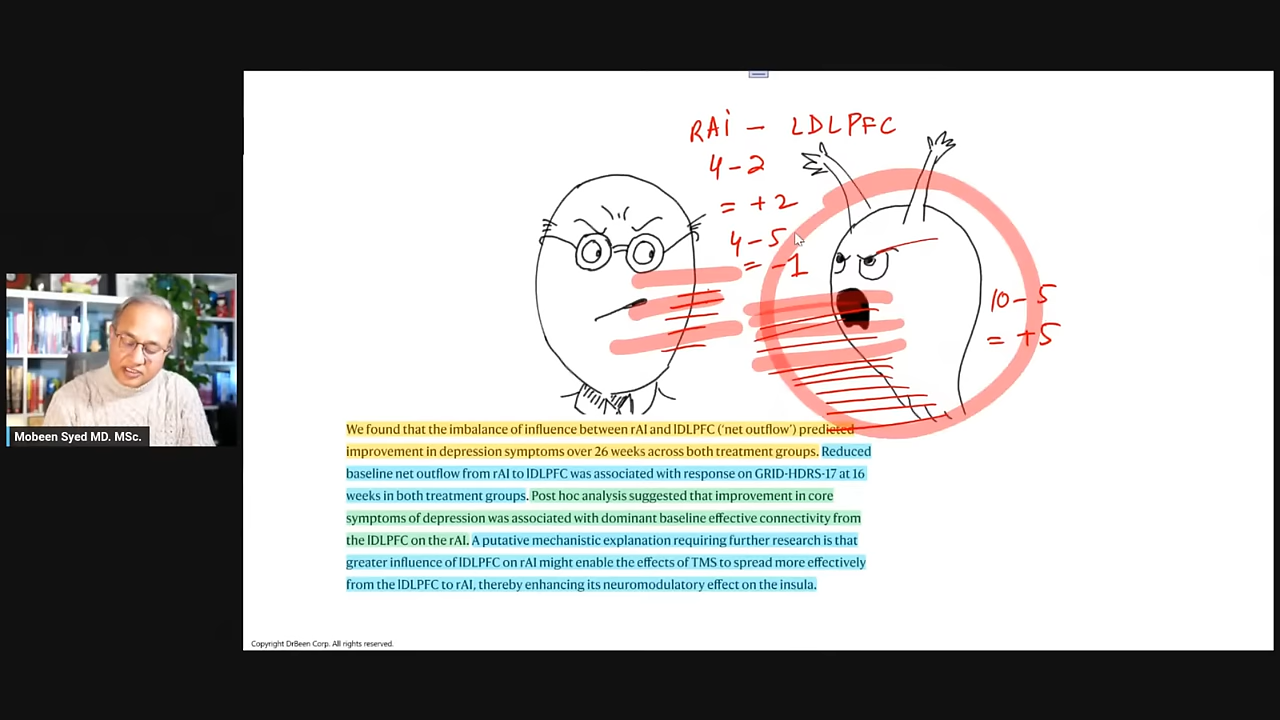 RAi - LDLPFC
4-2
= +2
4-5
= -1
10-5
= +5
We found that the imbalance of influence between rAI and lDLPFC (‘net outflow’) predicted
improvement in depression symptoms over 26 weeks across both treatment groups. Reduced
baseline net outflow from rAI to lDLPFC was associated with response on GRID-HDRS-17 at 16
weeks in both treatment groups. Post hoc analysis suggested that improvement in core
symptoms of depression was associated with dominant baseline effective connectivity from
the lDLPFC on the rAI. A putative mechanistic explanation requiring further research is that
greater influence of lDLPFC on rAI might enable the effects of TMS to spread more effectively
from the lDLPFC to rAI, thereby enhancing its neuromodulatory effect on the insula.
Mobeen Syed MD. MSc.
Copyright DrBeen Corp. All rights reserved.